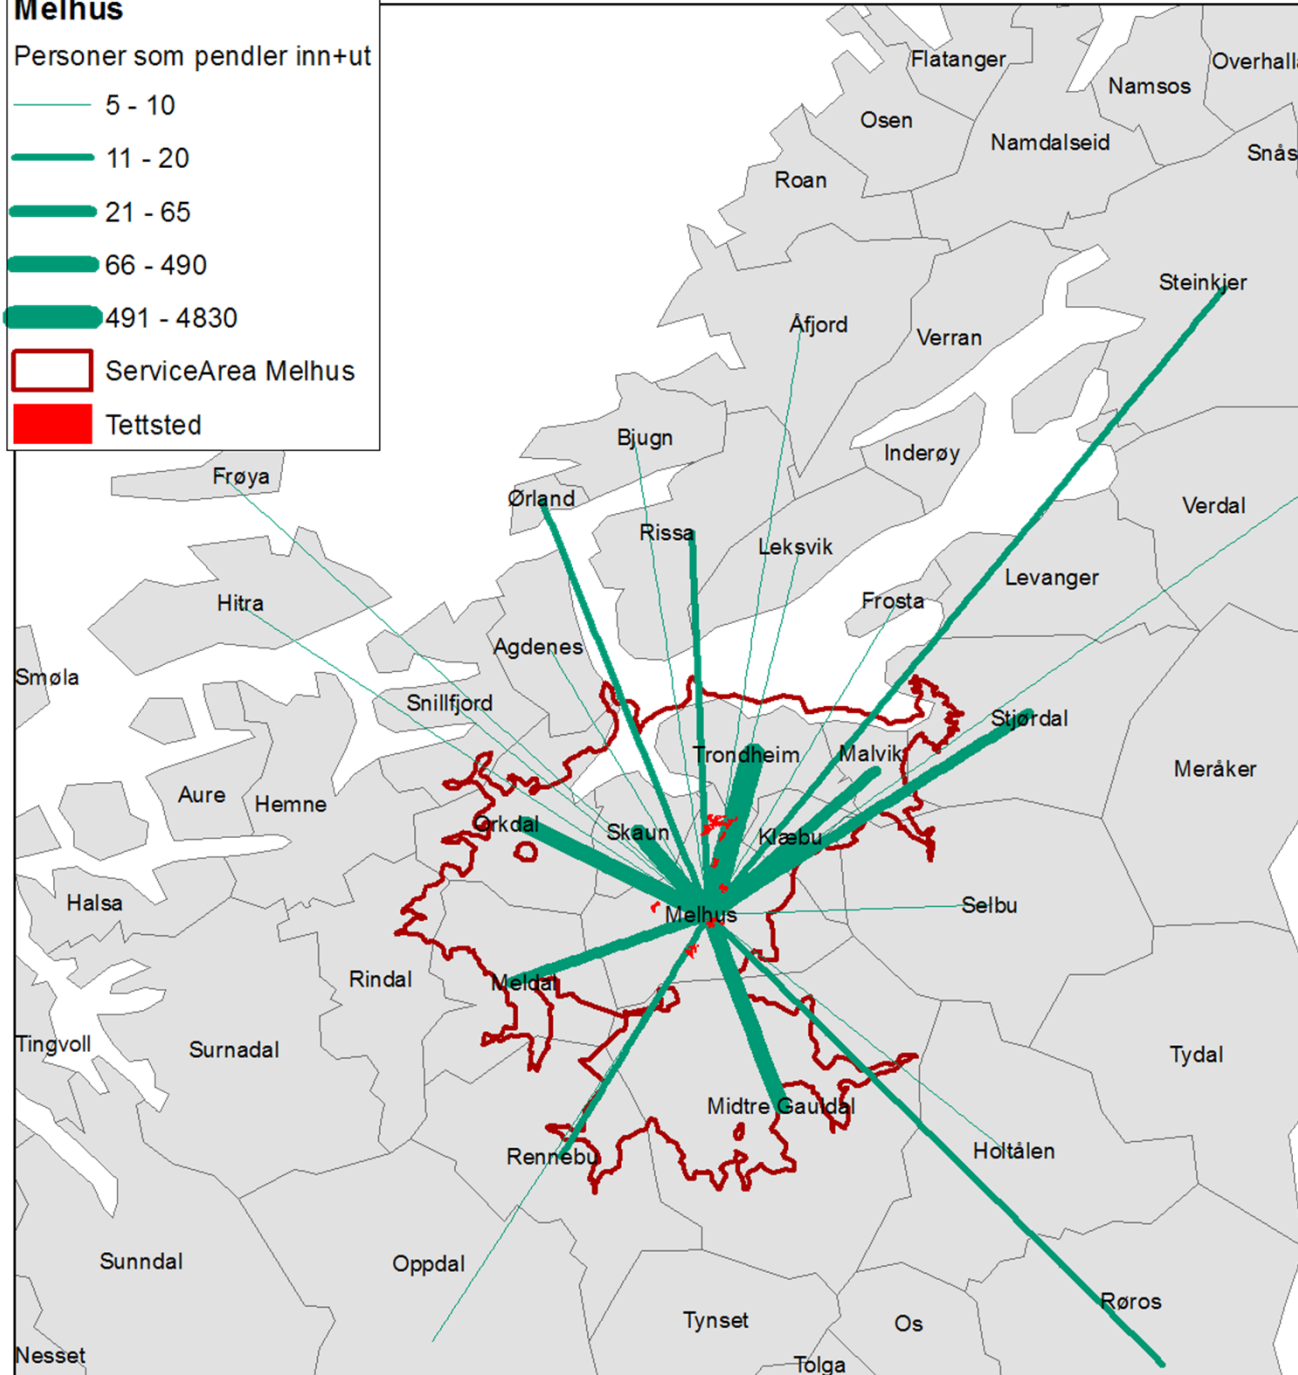 Melhus
Personer som pendler inn+ut
5 - 10
11 - 20
21 - 65
66 - 490
491 - 4830
ServiceArea Melhus
Tettsted
Flatanger
Overhalla
Namsos
Osen
Namdalseid
Snås
Roan
Steinkjer
Åfjord
Verran
Bjugn
Inderøy
Frøya
Ørland
Verdal
Rissa
Leksvik
Levanger
Hitra
Frosta
Agdenes
Smøla
Snillfjord
Stjørdal
Trondheim
Malvik
Meråker
Aure
Hemne
Orkdal
Skaun
Klæbu
Halsa
Melhus
Selbu
Rindal
Meldal
Tingvoll
Surnadal
Tydal
Midtre Gauldal
Holtålen
Rennebu
Sunndal
Oppdal
Røros
Tynset
Os
Nesset
Tolga